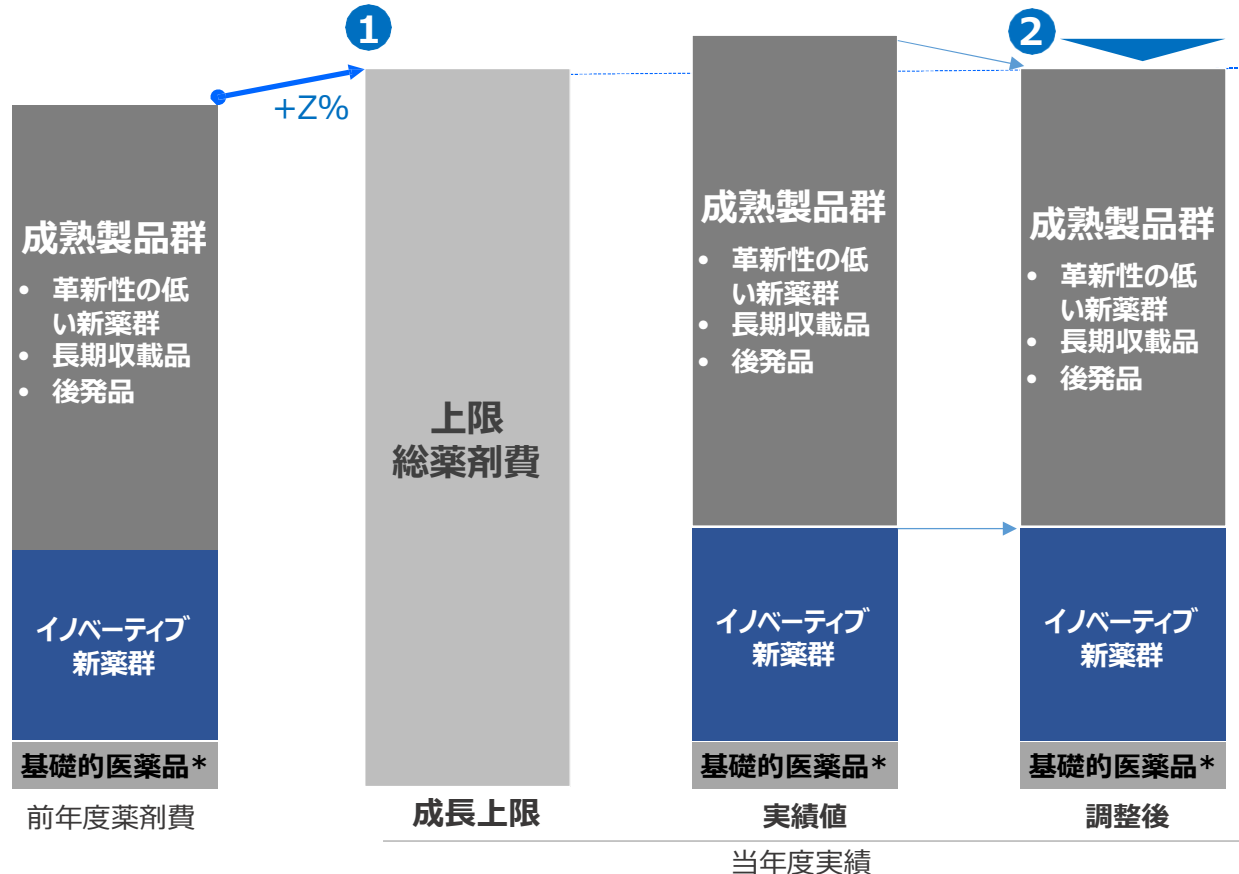 1
2
+Z%
成熟製品群
• 革新性の低
い新薬群
• 長期収載品
• 後発品
イノベーティブ
新薬群
基礎的医薬品*
前年度薬剤費
上限
総薬剤費
成長上限
成熟製品群
• 革新性の低
い新薬群
• 長期収載品
• 後発品
イノベーティブ
新薬群
基礎的医薬品*
実績値
成熟製品群
• 革新性の低
い新薬群
• 長期収載品
• 後発品
イノベーティブ
新薬群
基礎的医薬品*
調整後
当年度実績